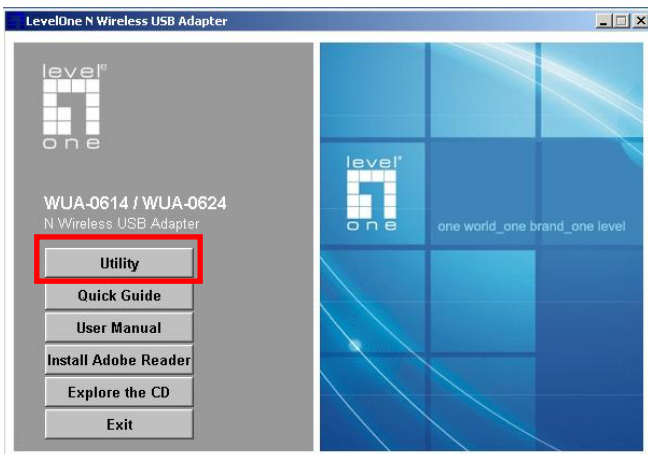 LevelOne N Wireless USB Adapter
level®
one
WUA-0614 / WUA-0624
N Wireless USB Adapter
Utility
Quick Guide
User Manual
Install Adobe Reader
Explore the CD
Exit
level®
one
one world_one brand_one level